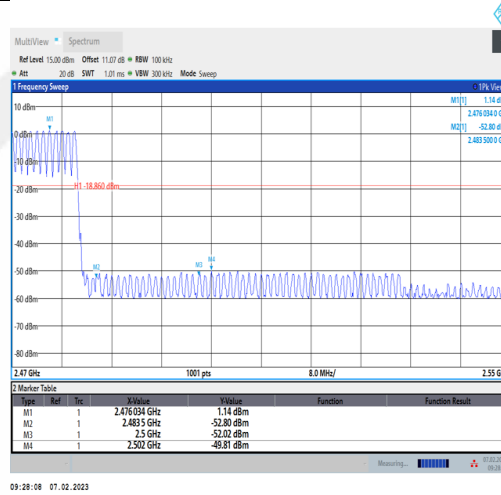 MultiView Spectrum
Ref Level 15.00 dBm Offset 11.07 dB RBW 100 kHz
Att 20 dB SWT 1.01 ms VBW 300 kHz Mode Sweep
1 Frequency Sweep 1Pk
M1[1] 1.14
2.476 034 0
M2[1] -52.80
2.483 500 0
10 dBm
M1
0 dBm
-10 dBm
H1 -18.860 dBm
-20 dBm
-30 dBm
-40 dBm
M2 M3 M4
-50 dBm
-60 dBm
-70 dBm
-80 dBm
2.47 GHz 1001 pts 8.0 MHz/ 2.55
2 Marker Table
Type Ref Trc X-Value Y-Value Function Function Result
M1 1 2.476 034 GHz 1.14 dBm
M2 1 2.483 5 GHz -52.80 dBm
M3 1 2.5 GHz -52.02 dBm
M4 1 2.502 GHz -49.81 dBm
Measuring...
09:28:08 07.02.2023